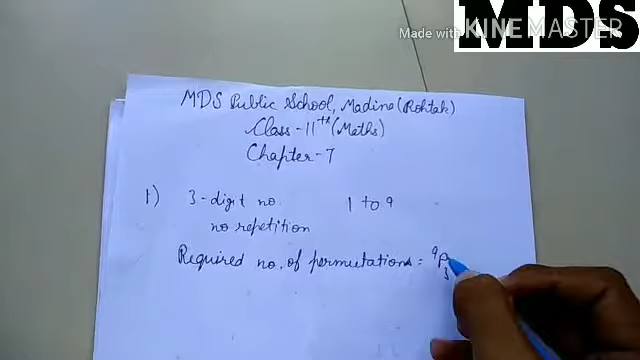 Made with KINEMASTER
MDS
MDS Public School, Madina (Rohtak)
Class - 11th (Maths)
Chapter - 7
1) 3-digit no. 1 to 9
no repetition
Required no. of permutations = ⁹P₃